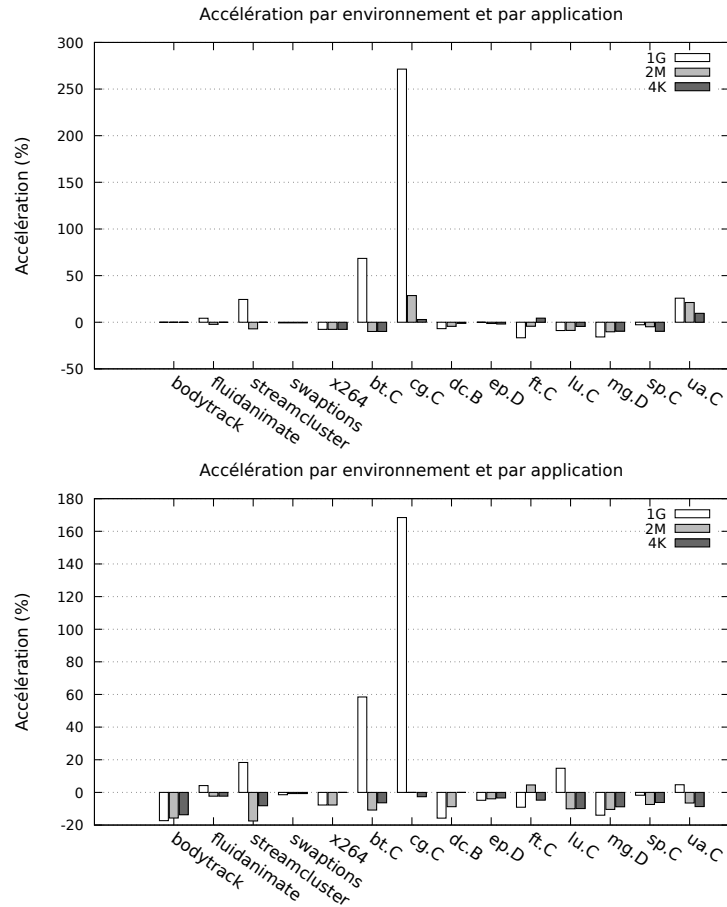 Accélération par environnement et par application
Accélération (%)
300
250
200
150
100
50
0
-50
1G
2M
4K
bodytrack
fluidanimate
streamcluster
swaptions
x264
bt.C
cg.C
dc.B
ep.D
ft.C
lu.C
mg.D
sp.C
ua.C
Accélération par environnement et par application
Accélération (%)
180
160
140
120
100
80
60
40
20
0
-20
1G
2M
4K
bodytrack
fluidanimate
streamcluster
swaptions
x264
bt.C
cg.C
dc.B
ep.D
ft.C
lu.C
mg.D
sp.C
ua.C